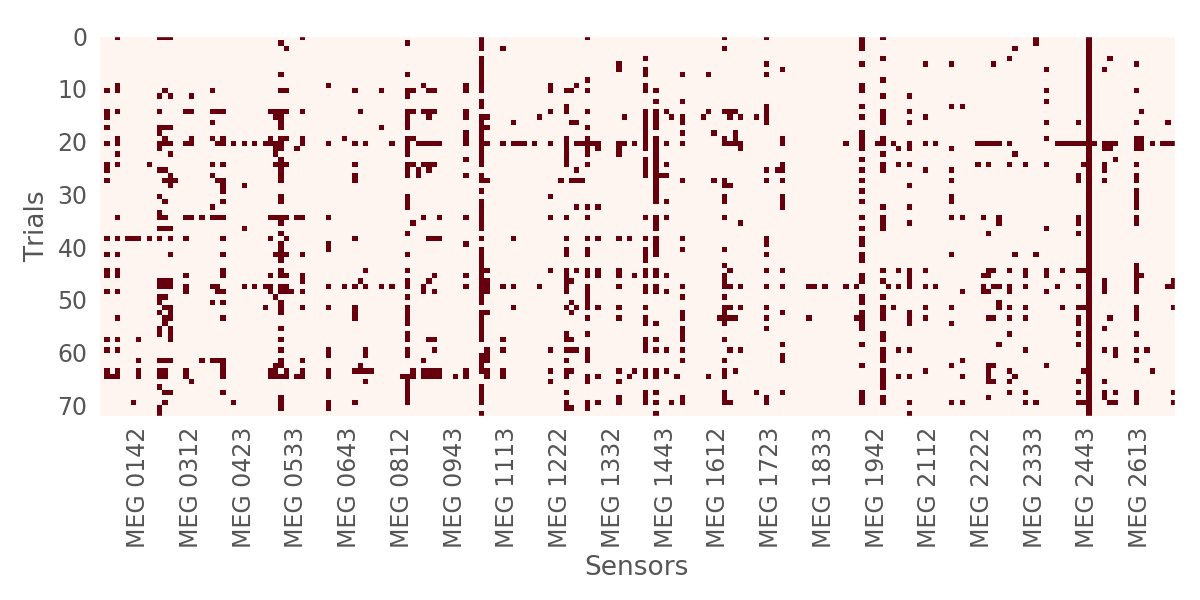 0
10
20
30
40
50
60
70
Trials
MEG 0142
MEG 0312
MEG 0423
MEG 0533
MEG 0643
MEG 0812
MEG 0943
MEG 1113
MEG 1222
MEG 1332
MEG 1443
MEG 1612
MEG 1723
MEG 1833
MEG 1942
MEG 2112
MEG 2222
MEG 2333
MEG 2443
MEG 2613
Sensors